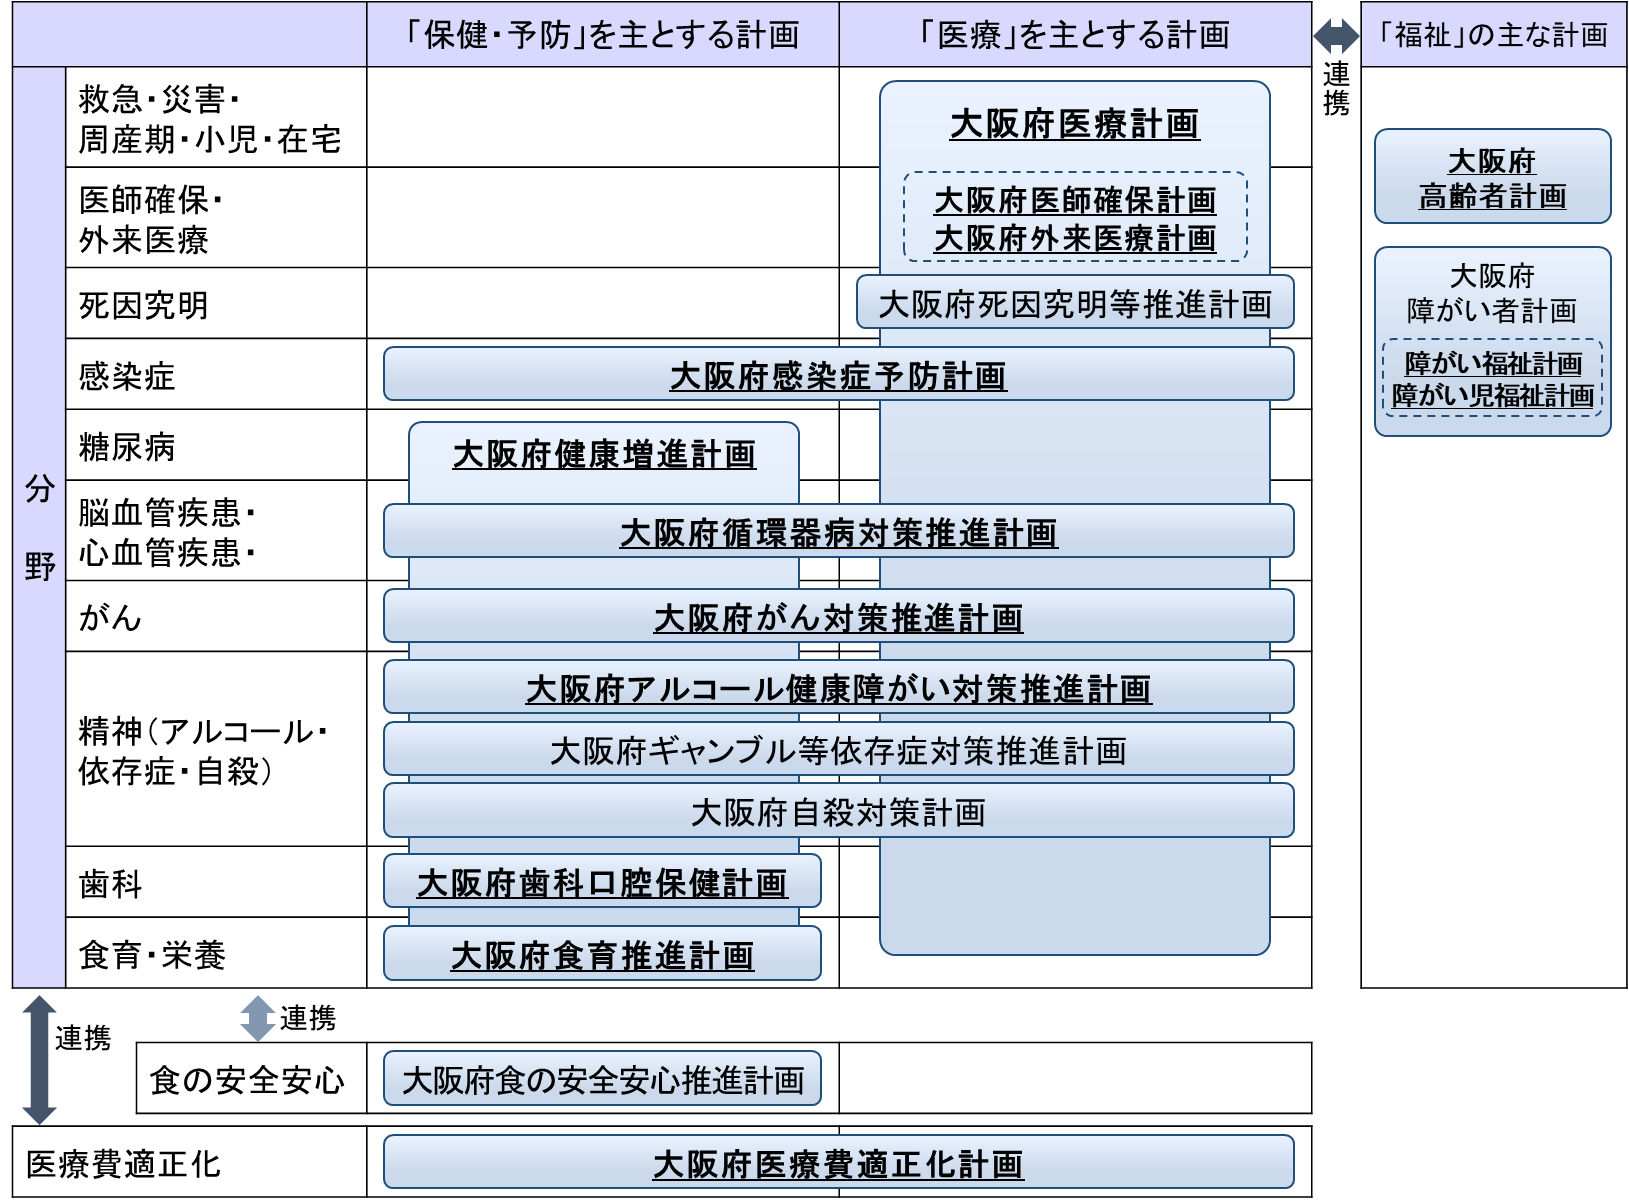 「保健・予防」を主とする計画
「医療」を主とする計画
連
携
「福祉」の主な計画
分
野
救急・災害・
周産期・小児・在宅
大阪府医療計画
医師確保・
外来医療
大阪府医師確保計画
大阪府外来医療計画
死因究明
大阪府死因究明等推進計画
感染症
大阪府感染症予防計画
糖尿病
大阪府健康増進計画
脳血管疾患・
心血管疾患・
大阪府循環器病対策推進計画
がん
大阪府がん対策推進計画
精神(アルコール・
依存症・自殺)
大阪府アルコール健康障がい対策推進計画
大阪府ギャンブル等依存症対策推進計画
大阪府自殺対策計画
歯科
大阪府歯科口腔保健計画
食育・栄養
大阪府食育推進計画
大阪府
高齢者計画
大阪府
障がい者計画
障がい福祉計画
障がい児福祉計画
連携
連携
食の安全安心
大阪府食の安全安心推進計画
医療費適正化
大阪府医療費適正化計画